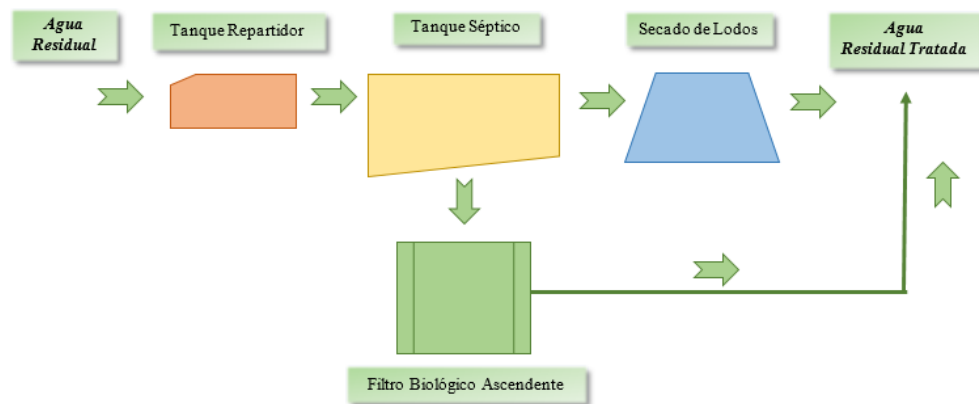 Agua
Residual
Tanque Repartidor
Tanque Séptico
Secado de Lodos
Agua
Residual Tratada
Filtro Biológico Ascendente